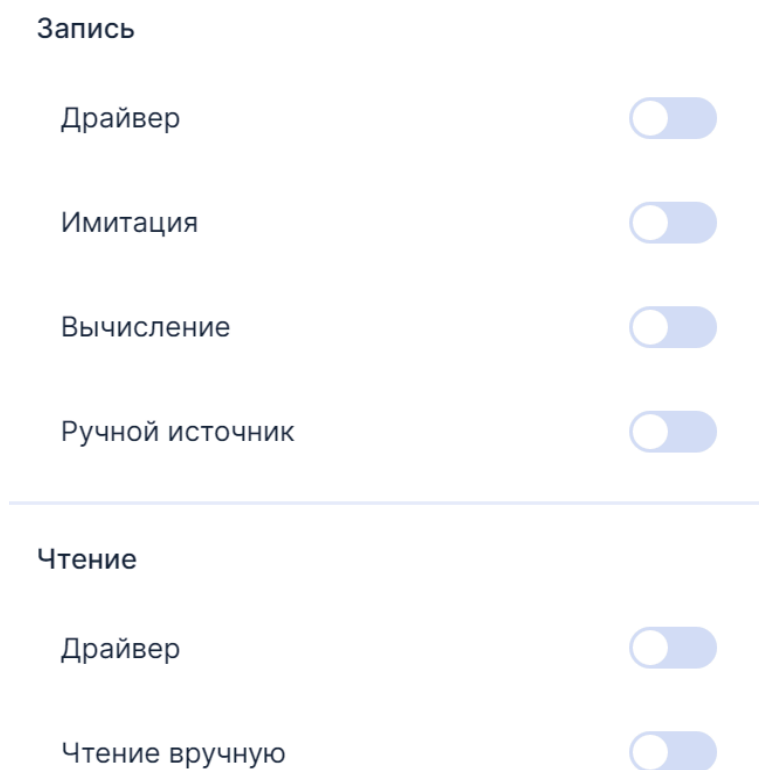 Запись
Драйвер
Имитация
Вычисление
Ручной источник
Чтение
Драйвер
Чтение вручную